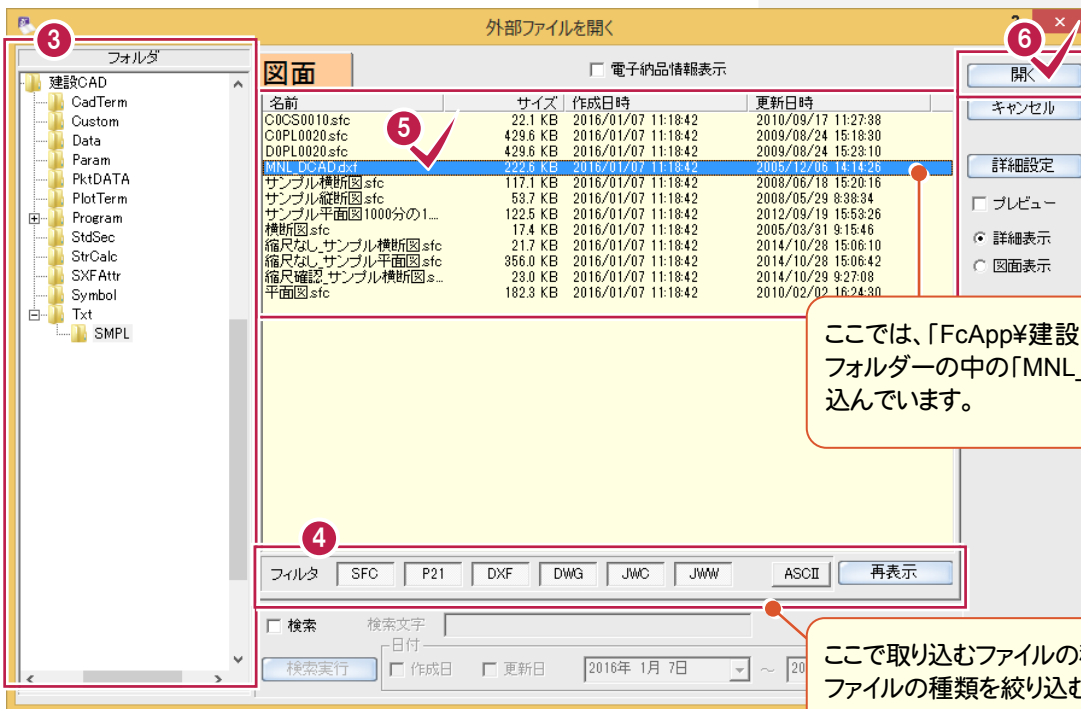 外部ファイルを開く
? ×
3
6
フォルダ
建設CAD
CadTerm
Custom
Data
Param
PktDATA
PlotTerm
Program
StdSec
StrCalc
SXFAttr
Symbol
Txt
SMPL
図面
電子納品情報表示
名前 サイズ 作成日時 更新日時
5
C0CS0010.sfc 22.1 KB 2016/01/07 11:18:42 2010/09/17 11:27:38
C0PL0020.sfc 429.6 KB 2016/01/07 11:18:42 2009/08/24 15:18:30
D0PL0020.sfc 429.6 KB 2016/01/07 11:18:42 2009/08/24 15:23:10
MNL_DCAD.dxf 222.6 KB 2016/01/07 11:18:42 2005/12/06 14:14:26
サンプル横断図.sfc 117.1 KB 2016/01/07 11:18:42 2008/06/18 15:20:16
サンプル縦断図.sfc 53.7 KB 2016/01/07 11:18:42 2008/05/29 8:38:34
サンプル平面図1000分の1... 122.5 KB 2016/01/07 11:18:42 2012/09/19 15:53:26
横断図.sfc 17.4 KB 2016/01/07 11:18:42 2005/03/31 9:15:46
縮尺なし_サンプル横断図.sfc 21.7 KB 2016/01/07 11:18:42 2014/10/28 15:06:10
縮尺なし_サンプル平面図.sfc 356.0 KB 2016/01/07 11:18:42 2014/10/28 15:06:42
縮尺確認_サンプル横断図.s... 23.0 KB 2016/01/07 11:18:42 2014/10/29 9:27:08
平面図.sfc 182.3 KB 2016/01/07 11:18:42 2010/02/02 16:24:30
開く
キャンセル
詳細設定
プレビュー
詳細表示
図面表示
ここでは、「FcApp¥建設
フォルダーの中の「MNL_
込んでいます。
4
フィルタ SFC P21 DXF DWG JWC JWW ASCII 再表示
検索 検索文字
日付
検索実行 作成日 更新日 2016年 1月 7日 ～ 20
ここで取り込むファイルの
ファイルの種類を絞り込む